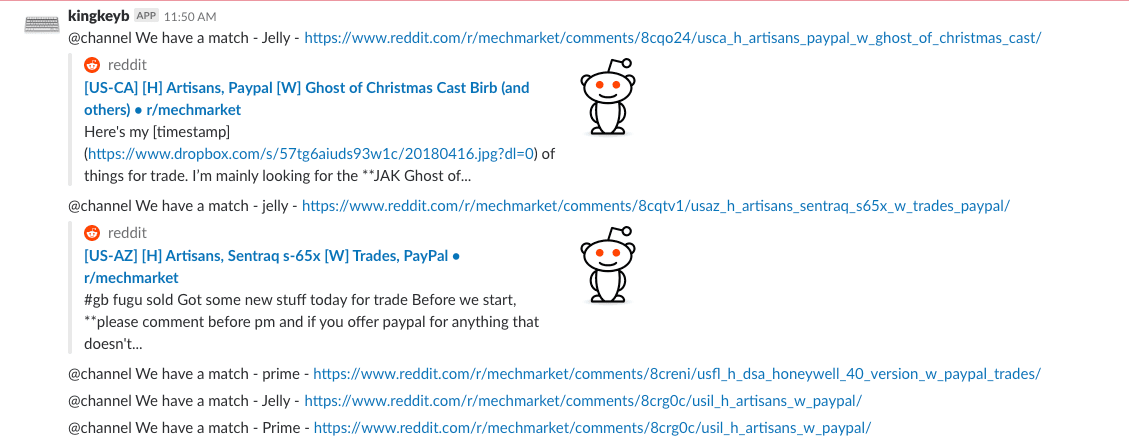 kingkeyb APP 11:50 AM
@channel We have a match - Jelly - https://www.reddit.com/r/mechmarket/comments/8cqo24/usca_h_artisans_paypal_w_ghost_of_christmas_cast/
reddit
[US-CA] [H] Artisans, Paypal [W] Ghost of Christmas Cast Birb (and
others) • r/mechmarket
Here's my [timestamp]
(https://www.dropbox.com/s/57tg6aiuds93w1c/20180416.jpg?dl=0) of
things for trade. I'm mainly looking for the **JAK Ghost of...
@channel We have a match - jelly - https://www.reddit.com/r/mechmarket/comments/8cqtv1/usaz_h_artisans_sentraq_s65x_w_trades_paypal/
reddit
[US-AZ] [H] Artisans, Sentraq s-65x [W] Trades, PayPal •
r/mechmarket
#gb fugu sold Got some new stuff today for trade Before we start,
**please comment before pm and if you offer paypal for anything that
doesn't...
@channel We have a match - prime - https://www.reddit.com/r/mechmarket/comments/8creni/usfl_h_dsa_honeywell_40_version_w_paypal_trades/
@channel We have a match - Jelly - https://www.reddit.com/r/mechmarket/comments/8crg0c/usil_h_artisans_w_paypal/
@channel We have a match - Prime - https://www.reddit.com/r/mechmarket/comments/8crg0c/usil_h_artisans_w_paypal/